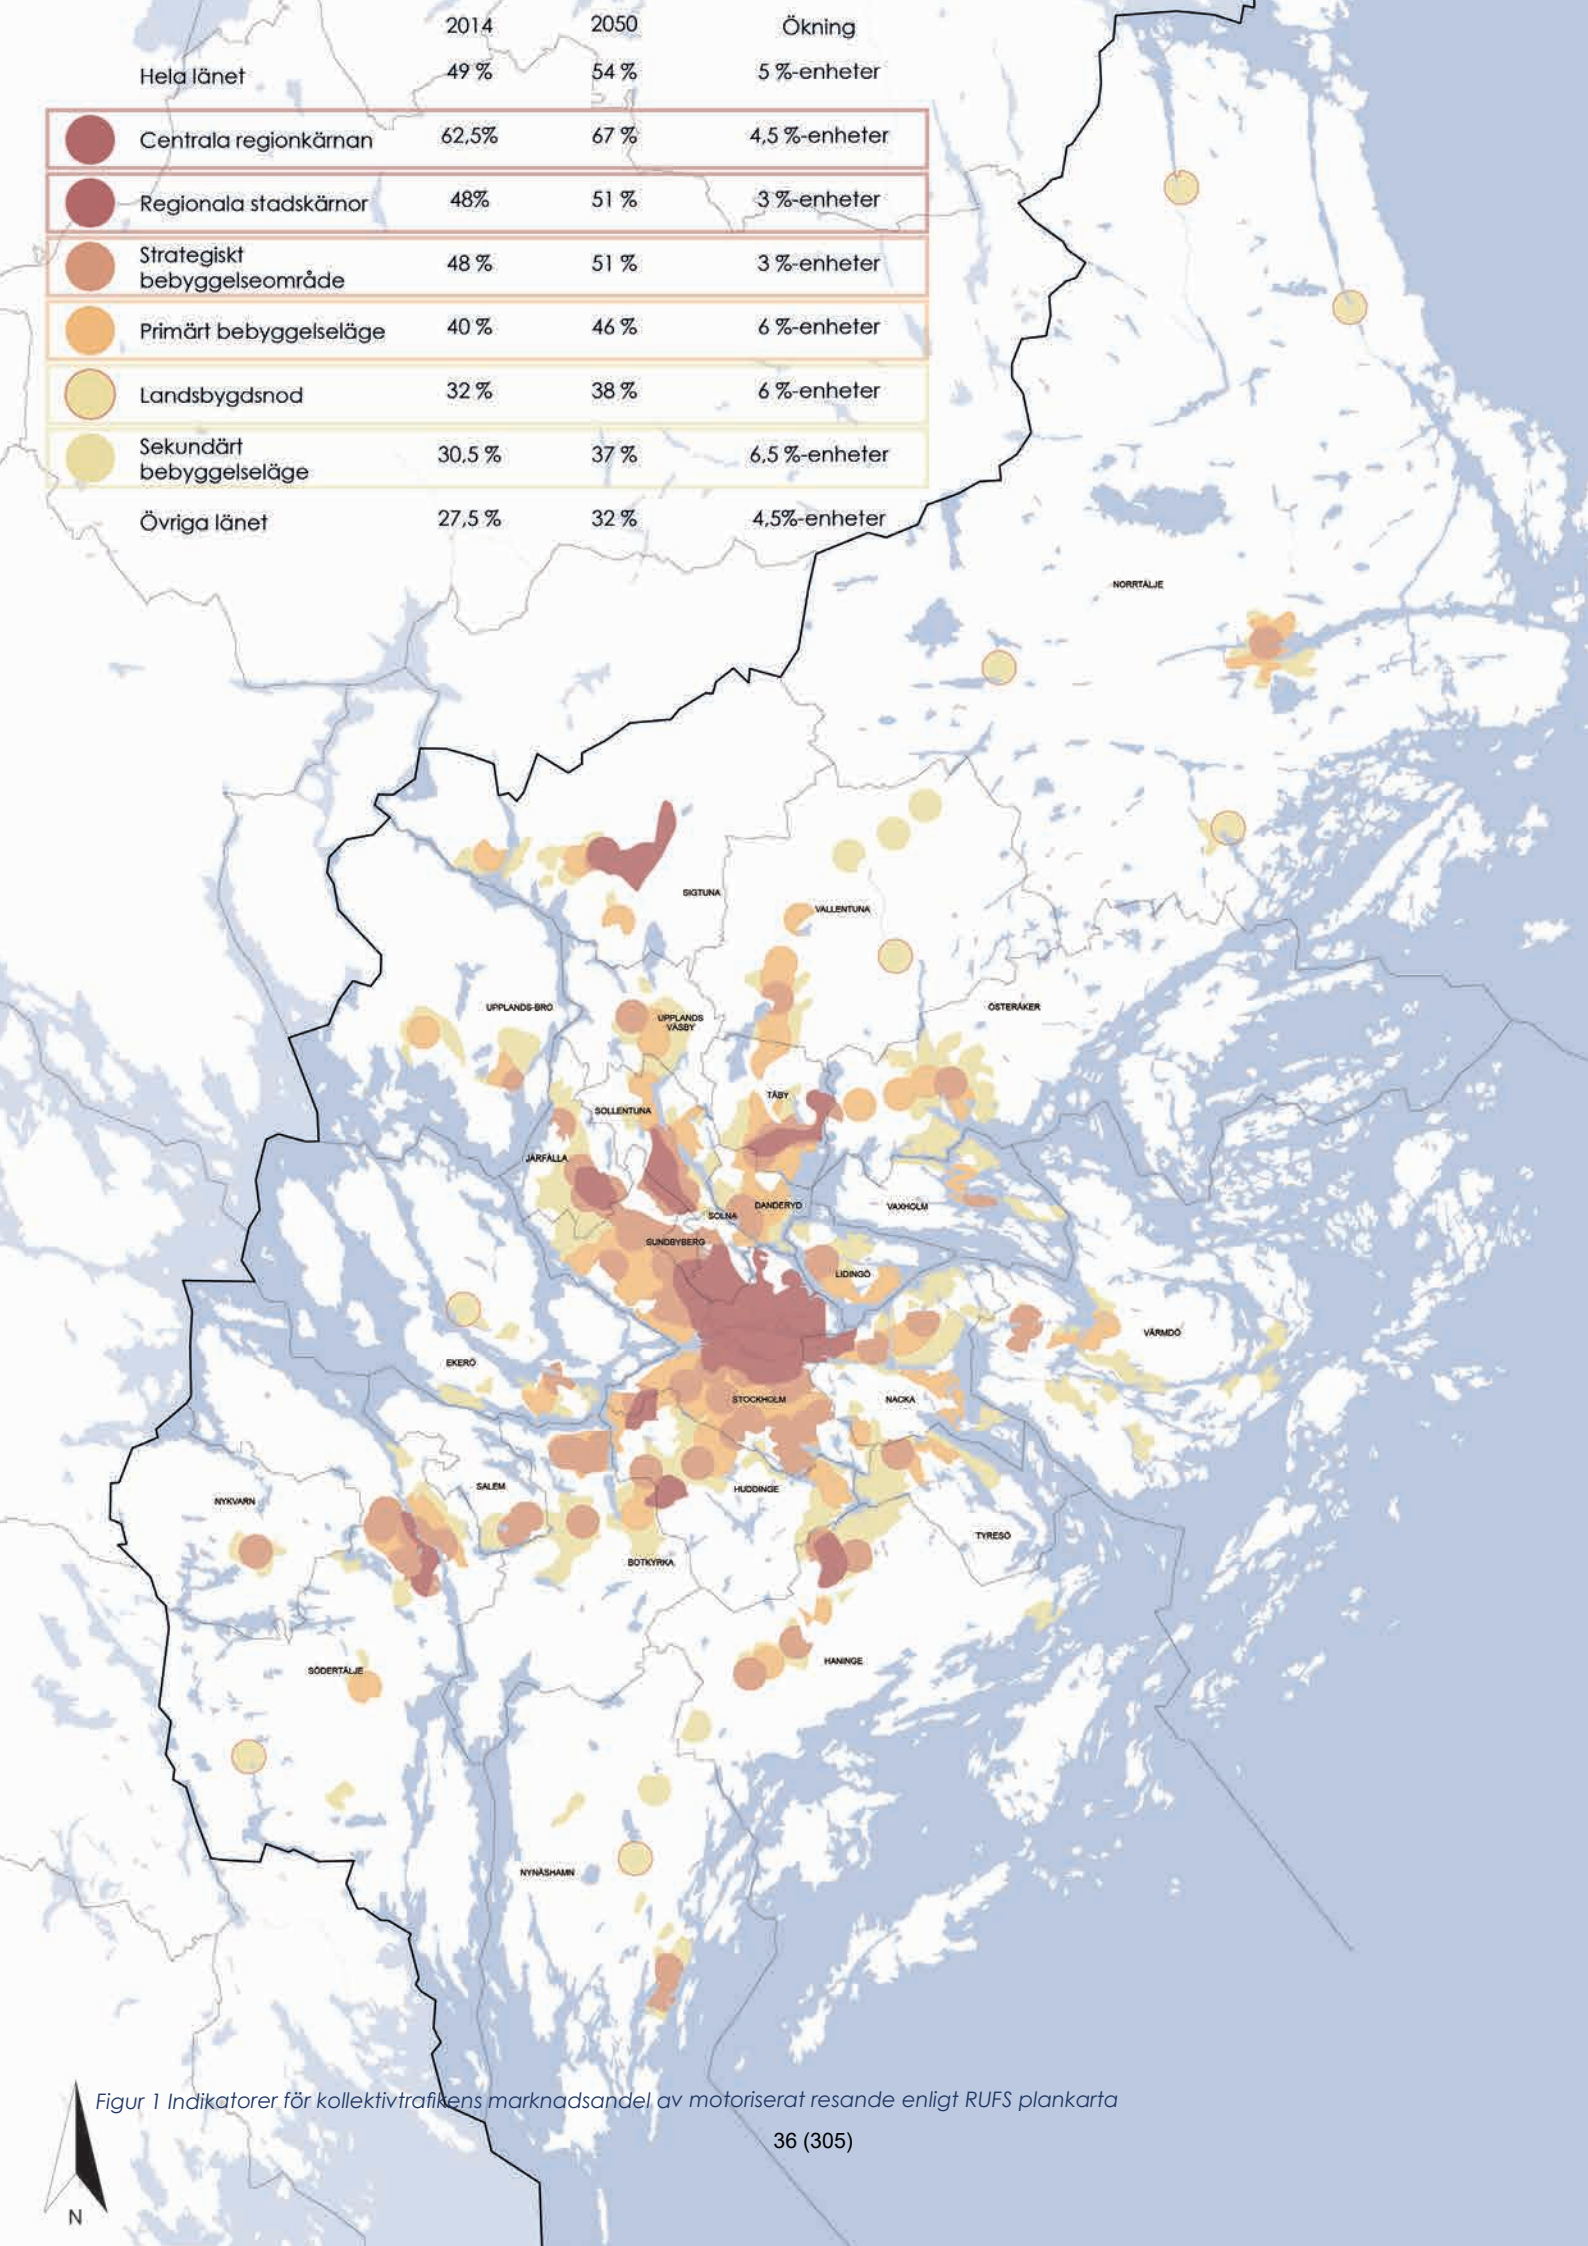 2014 2050 Ökning
Hela länet 49 % 54 % 5 %-enheter
Centrala regionkärnan 62,5% 67 % 4,5 %-enheter
Regionala stadskärnor 48% 51 % 3 %-enheter
Strategiskt
bebyggelseområde 48 % 51 % 3 %-enheter
Primärt bebyggelseläge 40 % 46 % 6 %-enheter
Landsbygdsnod 32 % 38 % 6 %-enheter
Sekundärt
bebyggelseläge 30,5 % 37 % 6,5 %-enheter
Övriga länet 27,5 % 32 % 4,5%-enheter
NORRTÄLJE
SIGTUNA
VALLENTUNA
UPPLANDS-BRO
ÖSTERÅKER
UPPLANDS
VÄSBY
TÄBY
SOLLENTUNA
JÄRFÄLLA
DANDERYD
VAXHOLM
SOLNA
SUNDBYBERG
LIDINGÖ
VÄRMDÖ
EKERÖ
STOCKHOLM
NACKA
SALEM
HUDDINGE
NYKVARN
TYRESÖ
BOTKYRKA
HANINGE
SÖDERTÄLJE
NYNÄSHAMN
Figur 1 Indikatorer för kollektivtrafikens marknadsandel av motoriserat resande enligt RUFS plankarta
36 (305)
N